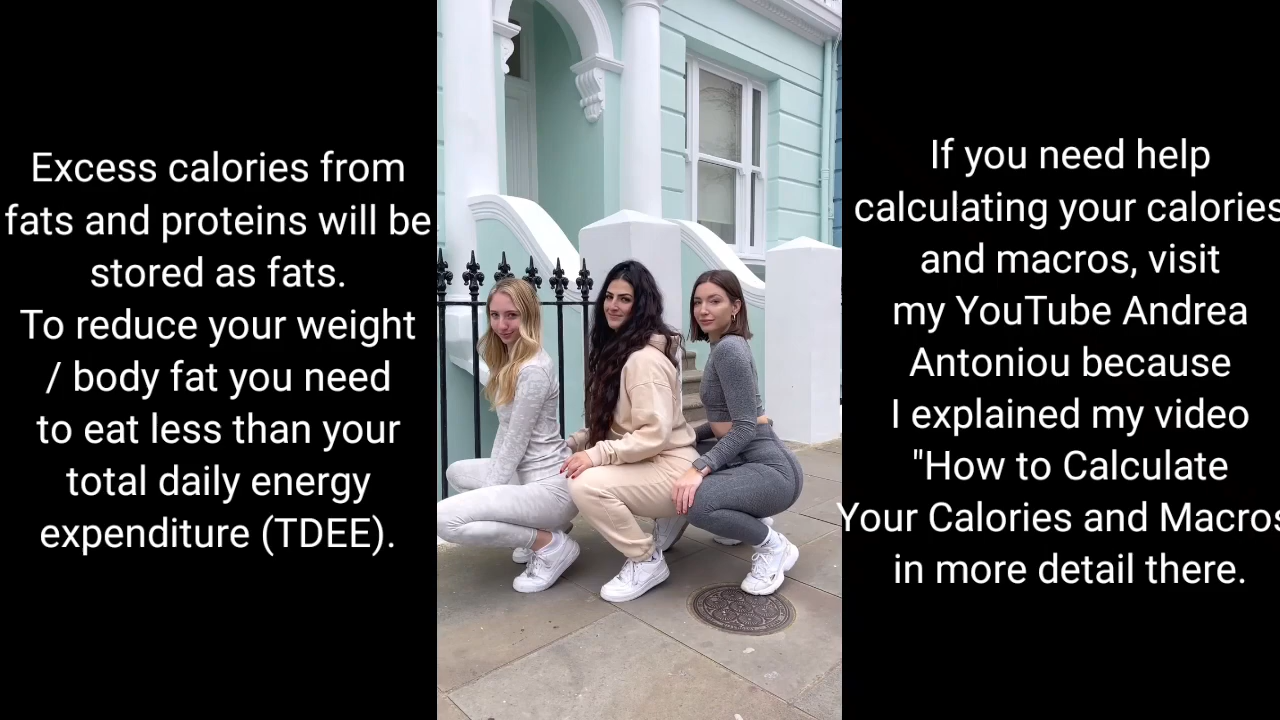 Excess calories from
fats and proteins will be
stored as fats.
To reduce your weight
/ body fat you need
to eat less than your
total daily energy
expenditure (TDEE).
If you need help
calculating your calories
and macros, visit
my YouTube Andrea
Antoniou because
I explained my video
"How to Calculate
Your Calories and Macros
in more detail there.